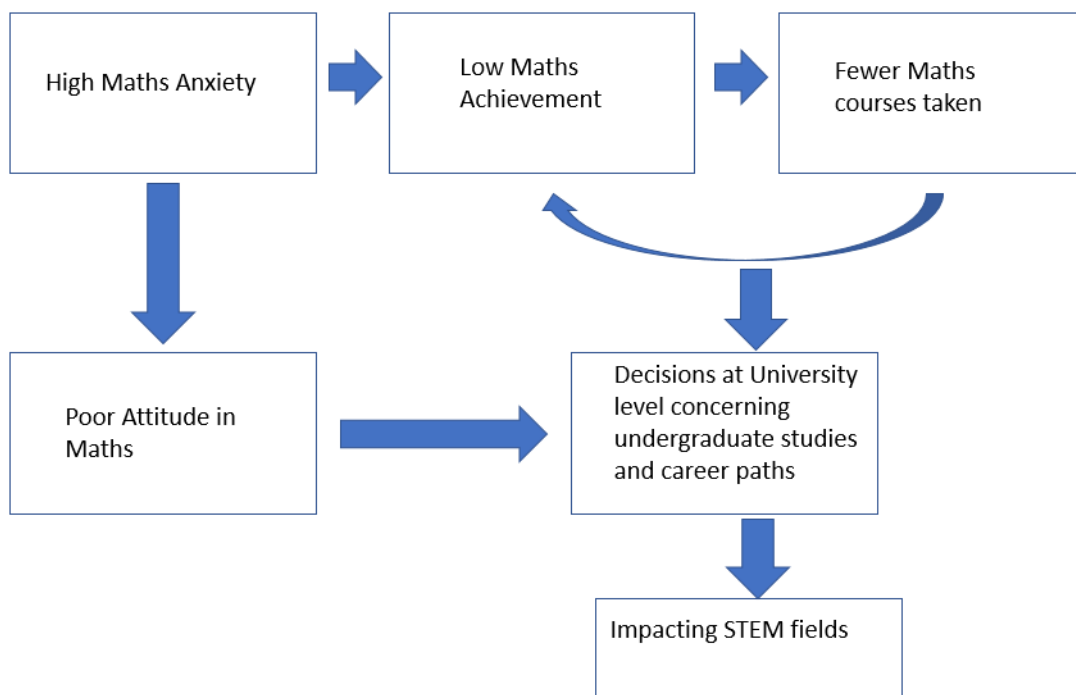 High Maths Anxiety
Low Maths
Achievement
Fewer Maths
courses taken
Poor Attitude in
Maths
Decisions at University
level concerning
undergraduate studies
and career paths
Impacting STEM fields